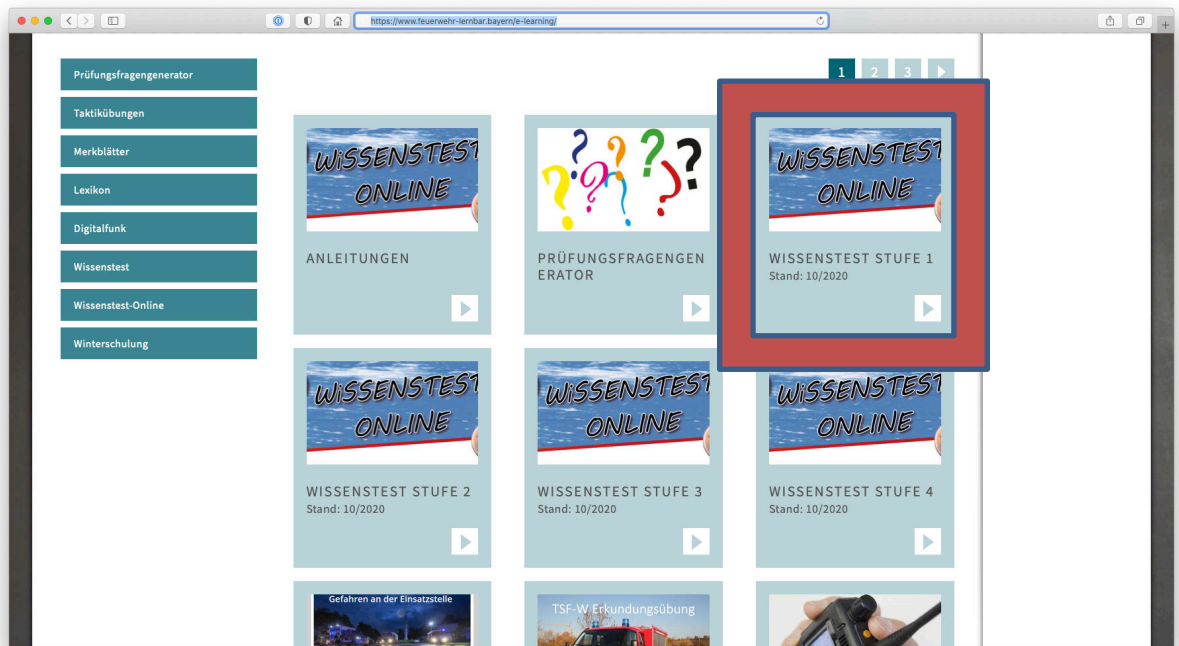 https://www.feuerwehr-lernbar.bayern/e-learning/
Prüfungsfragengenerator
Taktikübungen
Merkblätter
Lexikon
Digitalfunk
Wissenstest
Wissenstest-Online
Winterschulung
1 2 3
WiSSENSTEST
ONLINE
ANLEITUNGEN
? ? ? ? ? ? ? ?
PRÜFUNGSFRAGENGEN
ERATOR
WiSSENSTEST
ONLINE
WISSENSTEST STUFE 1
Stand: 10/2020
WiSSENSTEST
ONLINE
WISSENSTEST STUFE 2
Stand: 10/2020
WiSSENSTEST
ONLINE
WISSENSTEST STUFE 3
Stand: 10/2020
WiSSENSTEST
ONLINE
WISSENSTEST STUFE 4
Stand: 10/2020
Gefahren an der Einsatzstelle
TSF-W Erkundungsübung